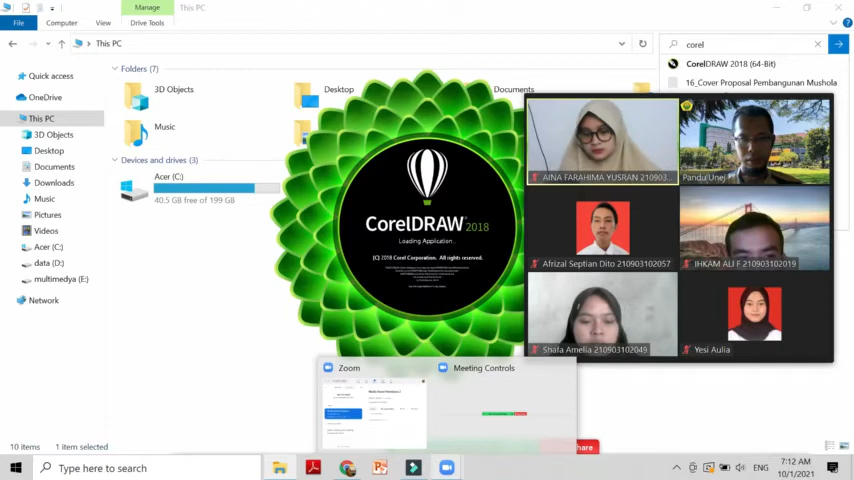 Manage
This PC
File
Computer
View
Drive Tools
This PC
corel
Quick access
OneDrive
This PC
3D Objects
Desktop
Documents
Downloads
Music
Pictures
Videos
Acer (C:)
data (D:)
multimedya (E:)
Network
Folders (7)
3D Objects
Desktop
Documents
Music
Devices and drives (3)
Acer (C:)
40.5 GB free of 199 GB
CorelDRAW 2018 (64-Bit)
16_Cover Proposal Pembangunan Mushola
CorelDRAW 2018
Loading Application..
(C) 2018 Corel Corporation. All rights reserved.
AINA FARAHIMA YUSRAN 210903...
Pandu Unej
Afrizal Septian Dito 210903102057
IHKAM ALI F 210903102019
Shafa Amelia 210903102049
Yesi Aulia
Zoom
Meeting Controls
hare
10 items
1 item selected
Type here to search
ENG
7:12 AM
10/1/2021